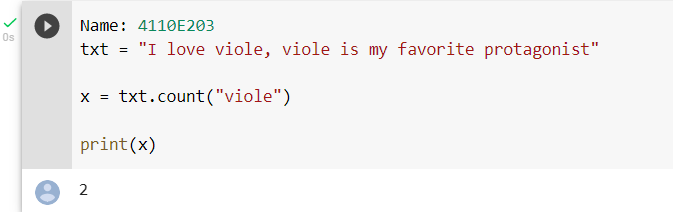 0s
Name: 4110E203
txt = "I love viole, viole is my favorite protagonist"
x = txt.count("viole")
print(x)
2